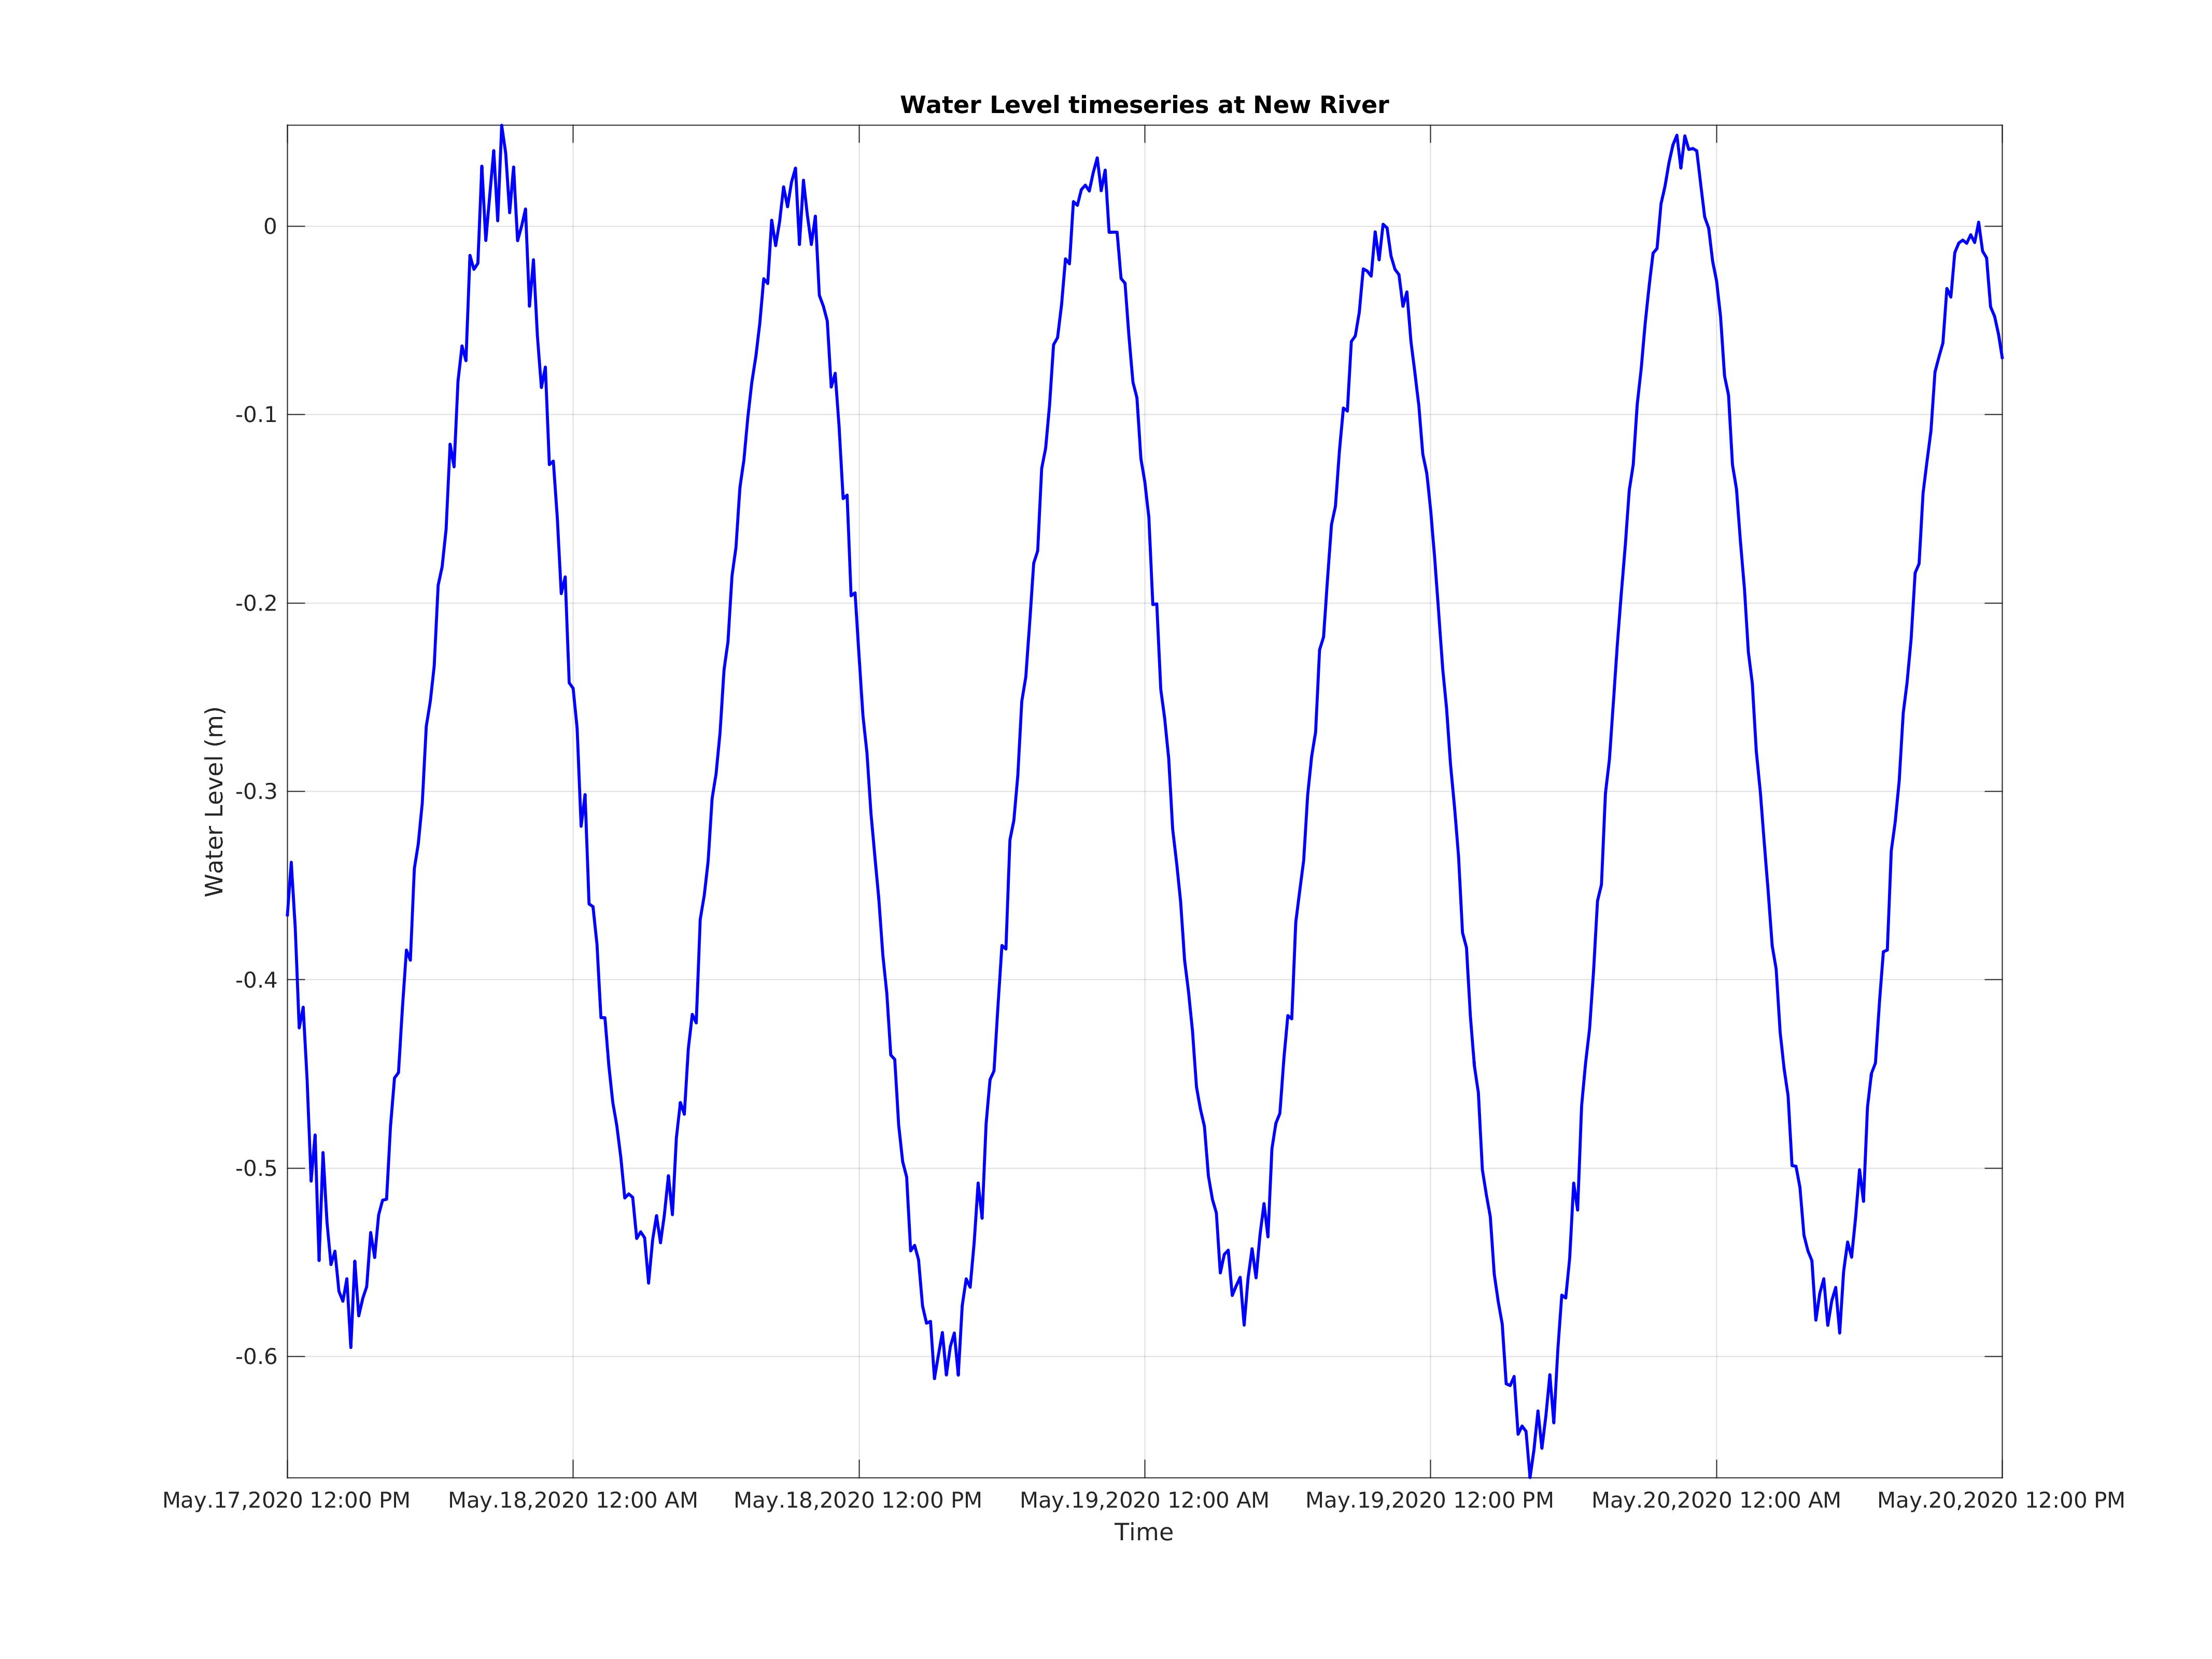 Water Level timeseries at New River
0
-0.1
-0.2
-0.3
-0.4
-0.5
-0.6
Water Level (m)
May.17,2020 12:00 PM May.18,2020 12:00 AM May.18,2020 12:00 PM May.19,2020 12:00 AM May.19,2020 12:00 PM May.20,2020 12:00 AM May.20,2020 12:00 PM
Time